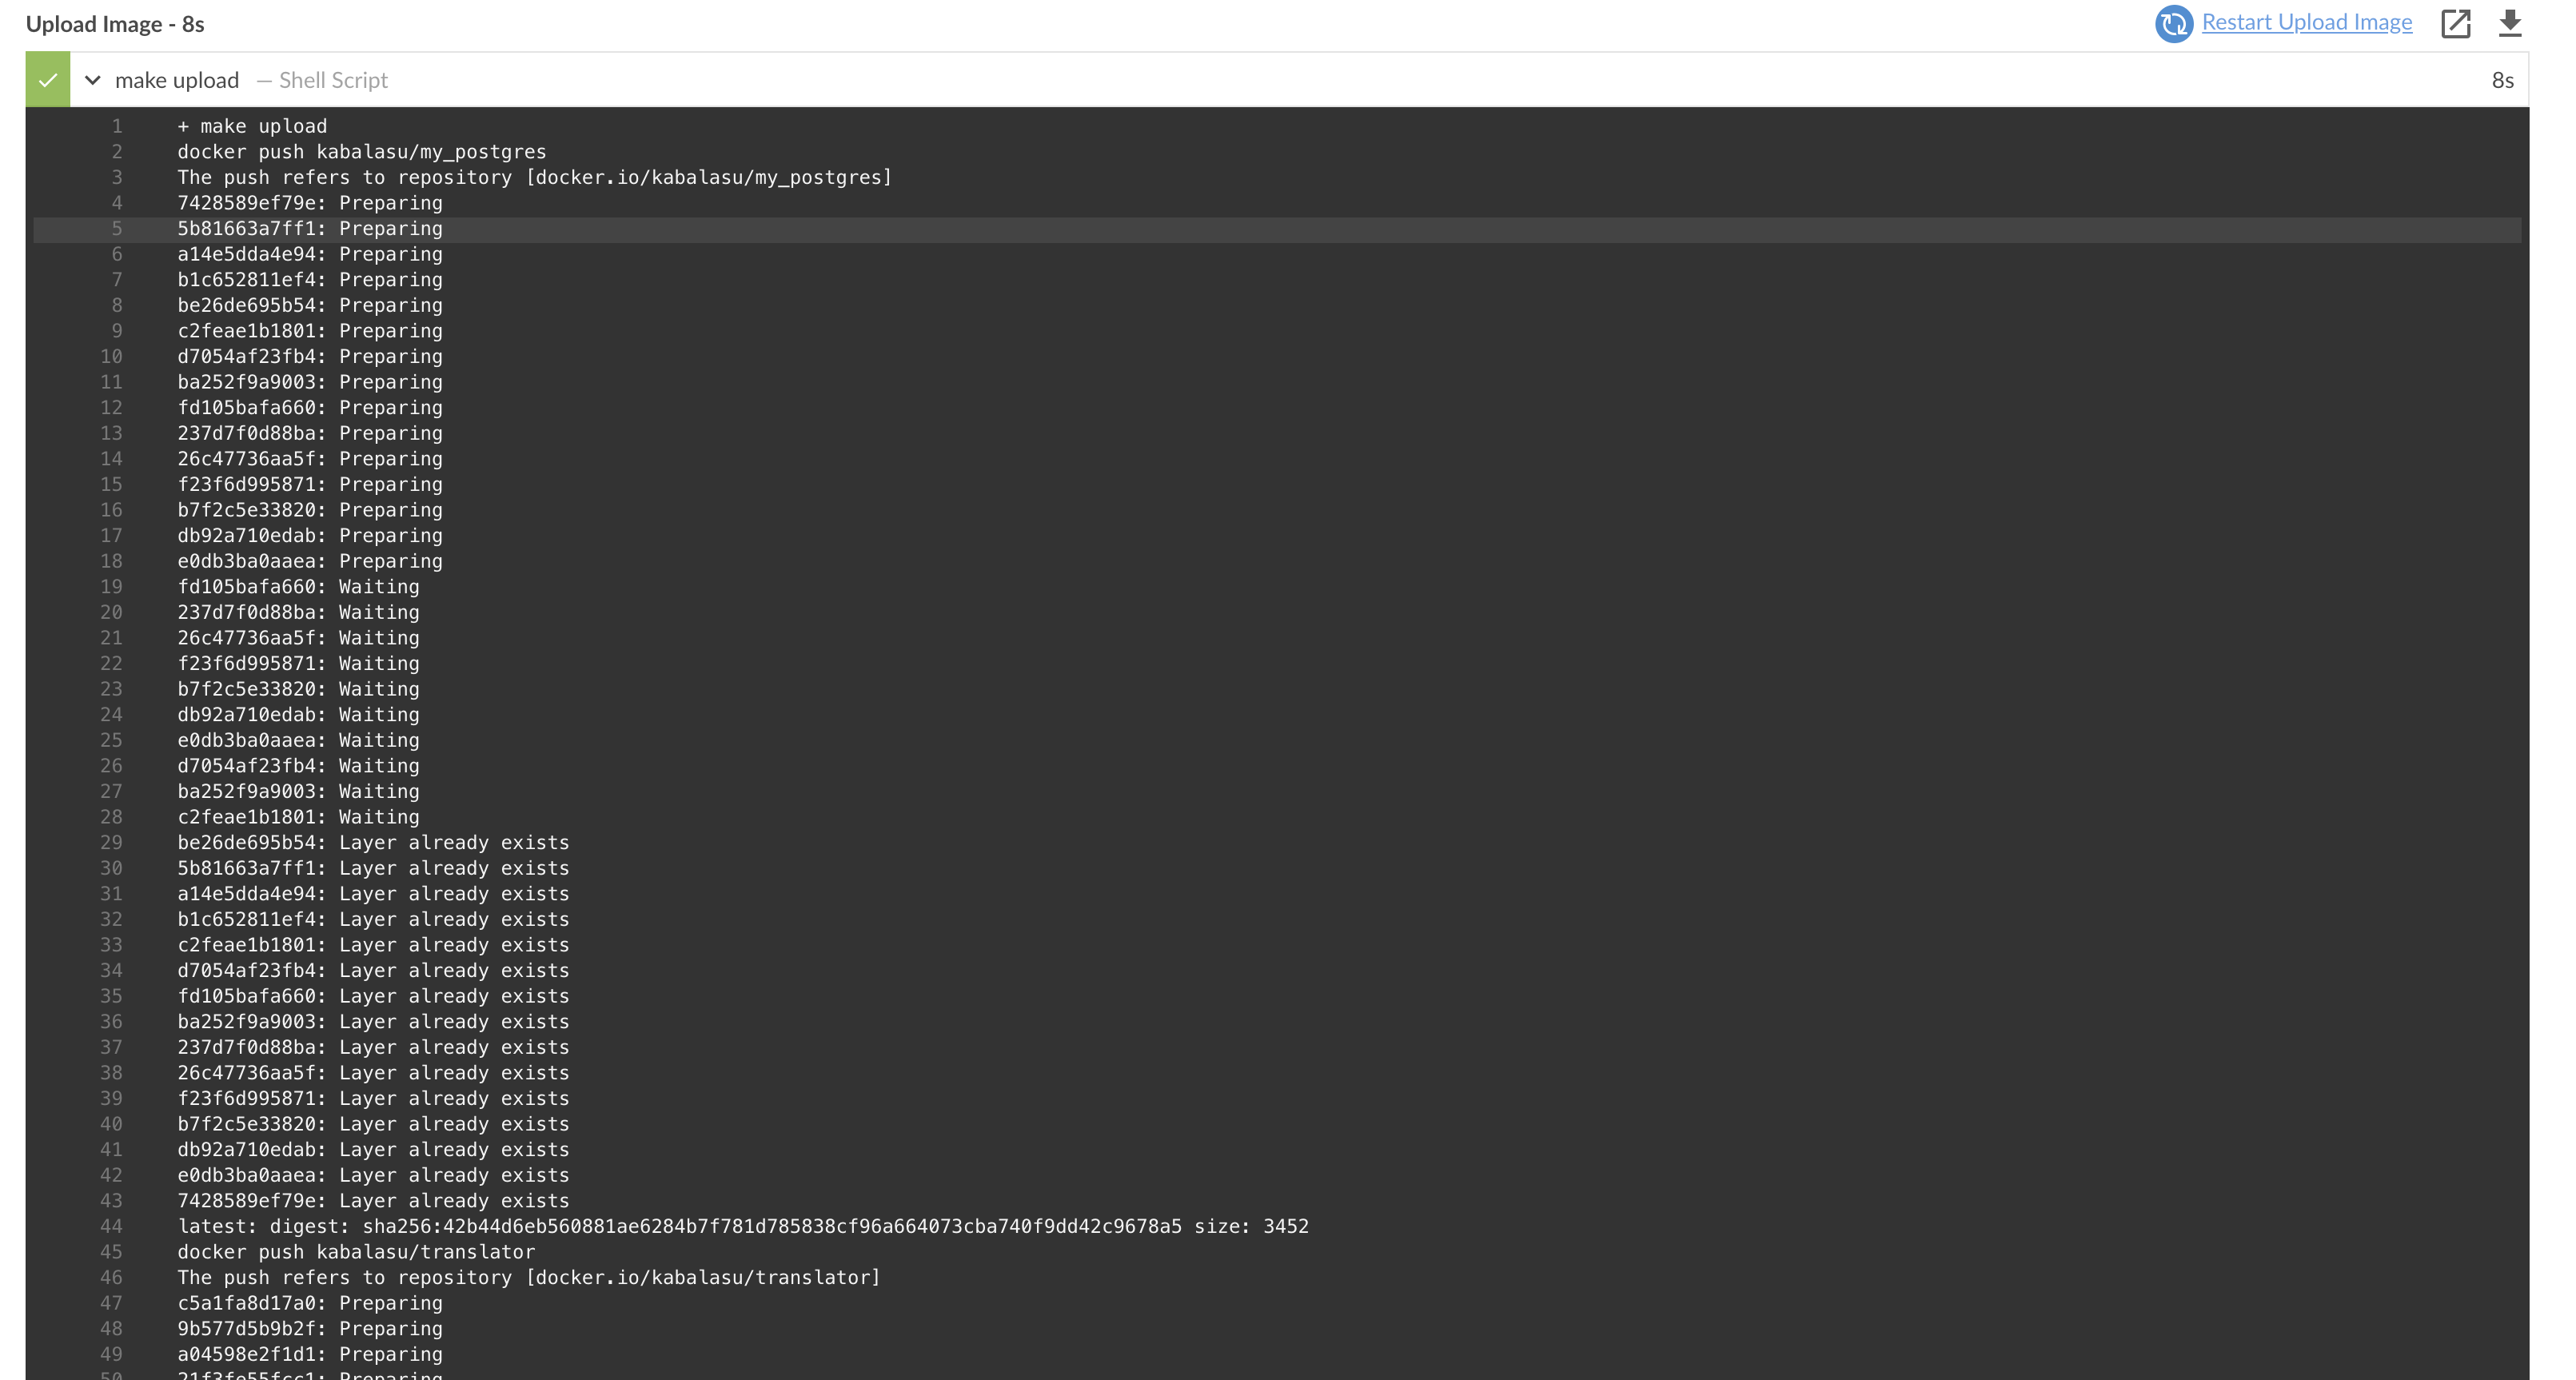 Upload Image - 8s
Restart Upload Image
make upload — Shell Script
8s
1 + make upload
2 docker push kabalasu/my_postgres
3 The push refers to repository [docker.io/kabalasu/my_postgres]
4 7428589ef79e: Preparing
5 5b81663a7ff1: Preparing
6 a14e5dda4e94: Preparing
7 b1c652811ef4: Preparing
8 be26de695b54: Preparing
9 c2feae1b1801: Preparing
10 d7054af23fb4: Preparing
11 ba252f9a9003: Preparing
12 fd105bafa660: Preparing
13 237d7f0d88ba: Preparing
14 26c47736aa5f: Preparing
15 f23f6d995871: Preparing
16 b7f2c5e33820: Preparing
17 db92a710edab: Preparing
18 e0db3ba0aaea: Preparing
19 fd105bafa660: Waiting
20 237d7f0d88ba: Waiting
21 26c47736aa5f: Waiting
22 f23f6d995871: Waiting
23 b7f2c5e33820: Waiting
24 db92a710edab: Waiting
25 e0db3ba0aaea: Waiting
26 d7054af23fb4: Waiting
27 ba252f9a9003: Waiting
28 c2feae1b1801: Waiting
29 be26de695b54: Layer already exists
30 5b81663a7ff1: Layer already exists
31 a14e5dda4e94: Layer already exists
32 b1c652811ef4: Layer already exists
33 c2feae1b1801: Layer already exists
34 d7054af23fb4: Layer already exists
35 fd105bafa660: Layer already exists
36 ba252f9a9003: Layer already exists
37 237d7f0d88ba: Layer already exists
38 26c47736aa5f: Layer already exists
39 f23f6d995871: Layer already exists
40 b7f2c5e33820: Layer already exists
41 db92a710edab: Layer already exists
42 e0db3ba0aaea: Layer already exists
43 7428589ef79e: Layer already exists
44 latest: digest: sha256:42b44d6eb560881ae6284b7f781d785838cf96a664073cba740f9dd42c9678a5 size: 3452
45 docker push kabalasu/translator
46 The push refers to repository [docker.io/kabalasu/translator]
47 c5a1fa8d17a0: Preparing
48 9b577d5b9b2f: Preparing
49 a04598e2f1d1: Preparing
50 21f3fe55fcc1: Preparing